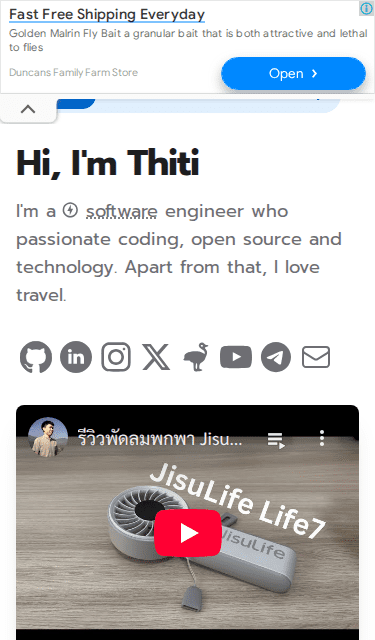 Fast Free Shipping Everyday
Golden Malrin Fly Bait a granular bait that is both attractive and lethal
to flies
Duncans Family Farm Store
Open
Hi, I'm Thiti
I'm a software engineer who
passionate coding, open source and
technology. Apart from that, I love
travel.
รีวิวพัดลมพกพา Jisu...
JisuLife Life7
JisuLife